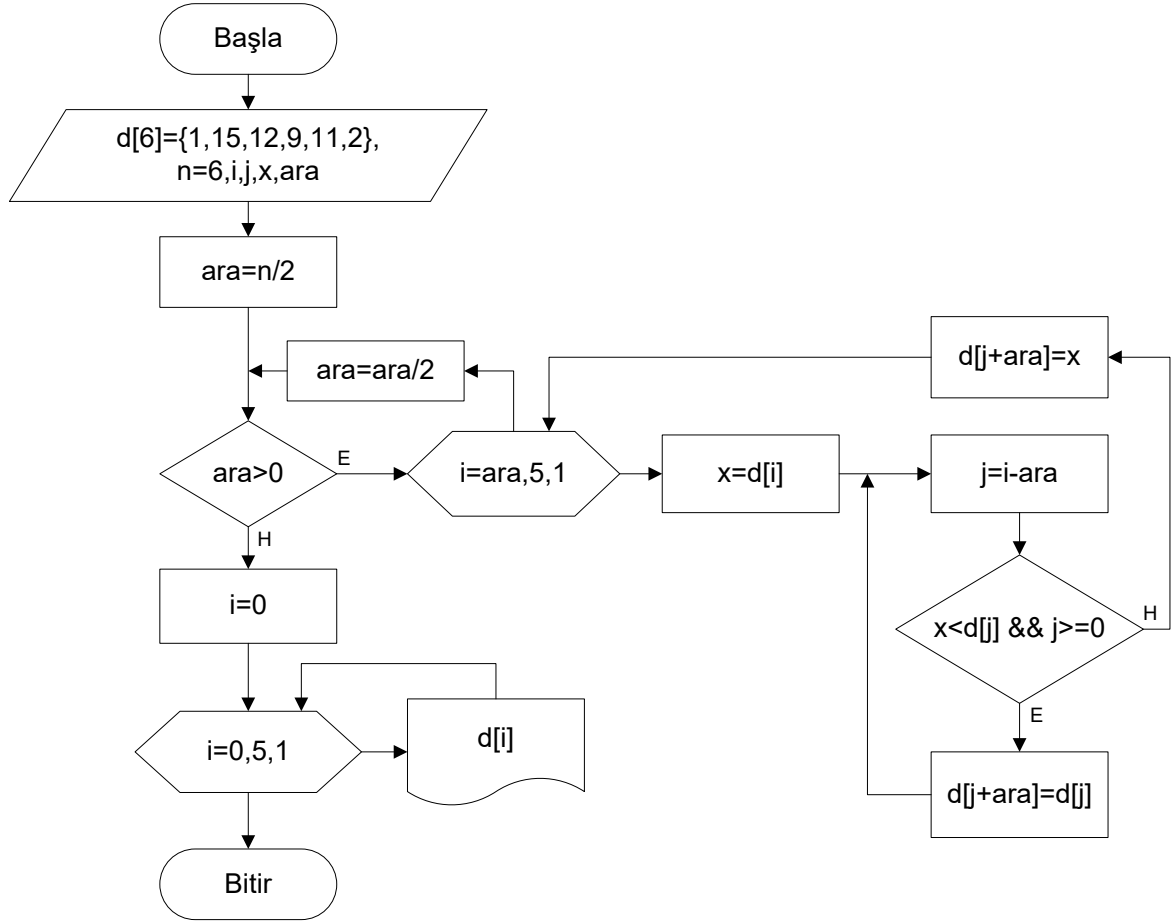 Başla
d[6]={1,15,12,9,11,2},
n=6,i,j,x,ara
ara=n/2
ara=ara/2
d[j+ara]=x
ara>0
E
i=ara,5,1
x=d[i]
j=i-ara
H
i=0
x<d[j] && j>=0
H
E
i=0,5,1
d[i]
d[j+ara]=d[j]
Bitir